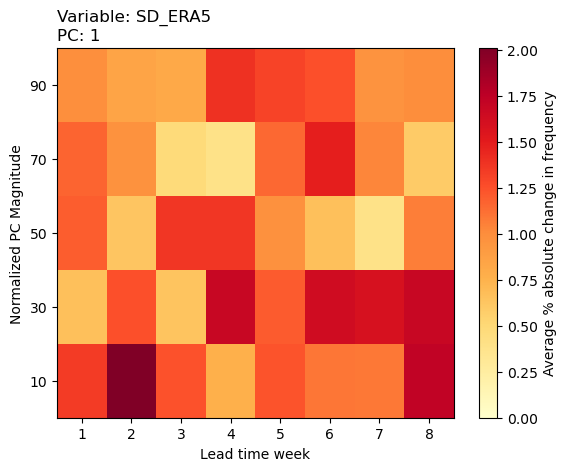 Variable: SD_ERA5
PC: 1
Normalized PC Magnitude
90
70
50
30
10
1 2 3 4 5 6 7 8
Lead time week
2.00
1.75
1.50
1.25
1.00
0.75
0.50
0.25
0.00
Average % absolute change in frequency